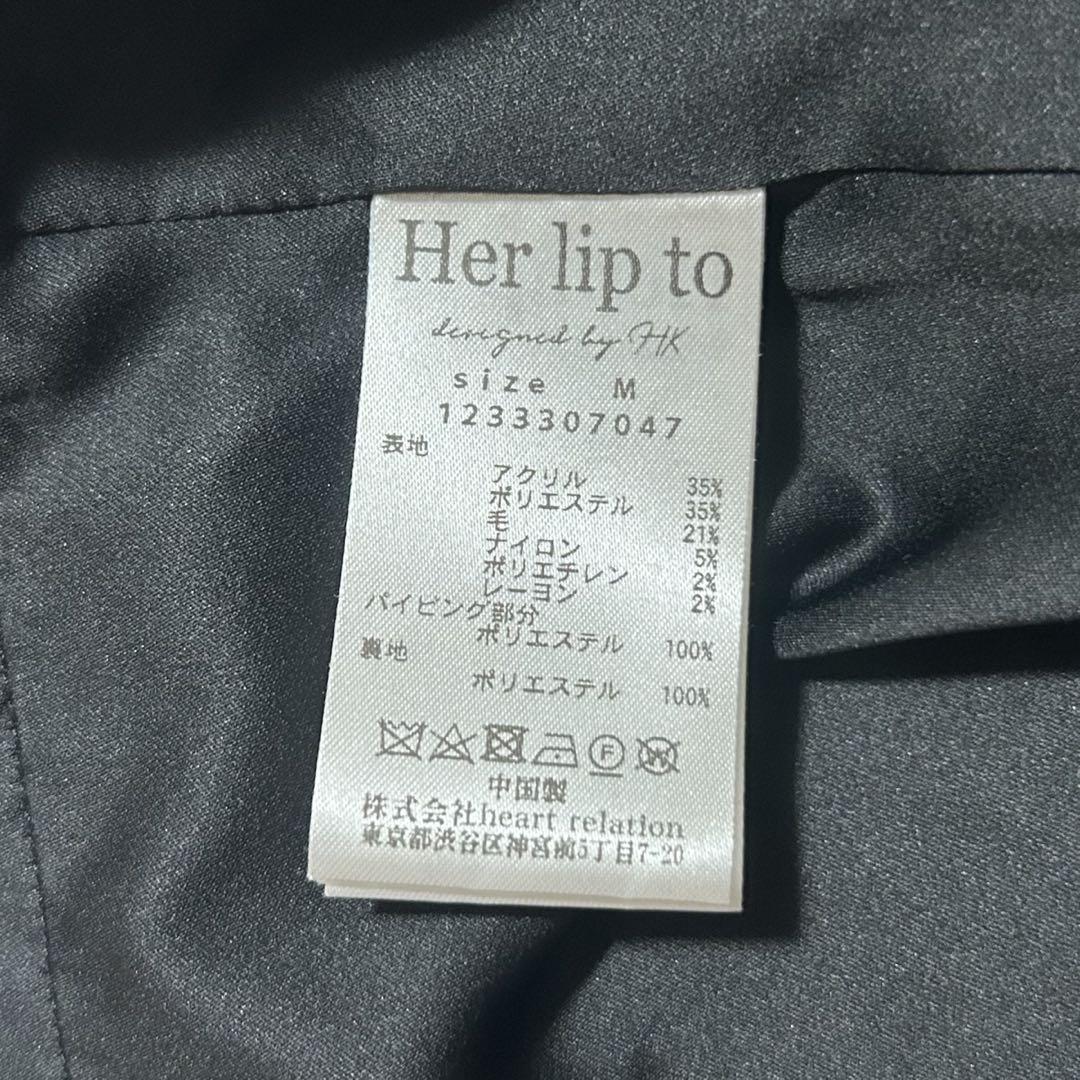 Her lip to
designed by HK
size M
1233307047
表地
アクリル 35%
ポリエステル 35%
毛 21%
ナイロン 5%
ポリエチレン 2%
レーヨン 2%
パイピング部分
ポリエステル 100%
裏地
ポリエステル 100%
F W
中国製
株式会社heart relation
東京都渋谷区神宮前5丁目7-20